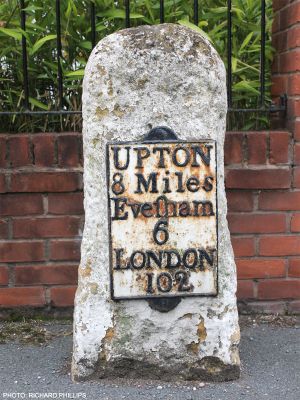 UPTON
8 Miles
Evesham
6
LONDON
102
PHOTO: RICHARD PHILLIPS